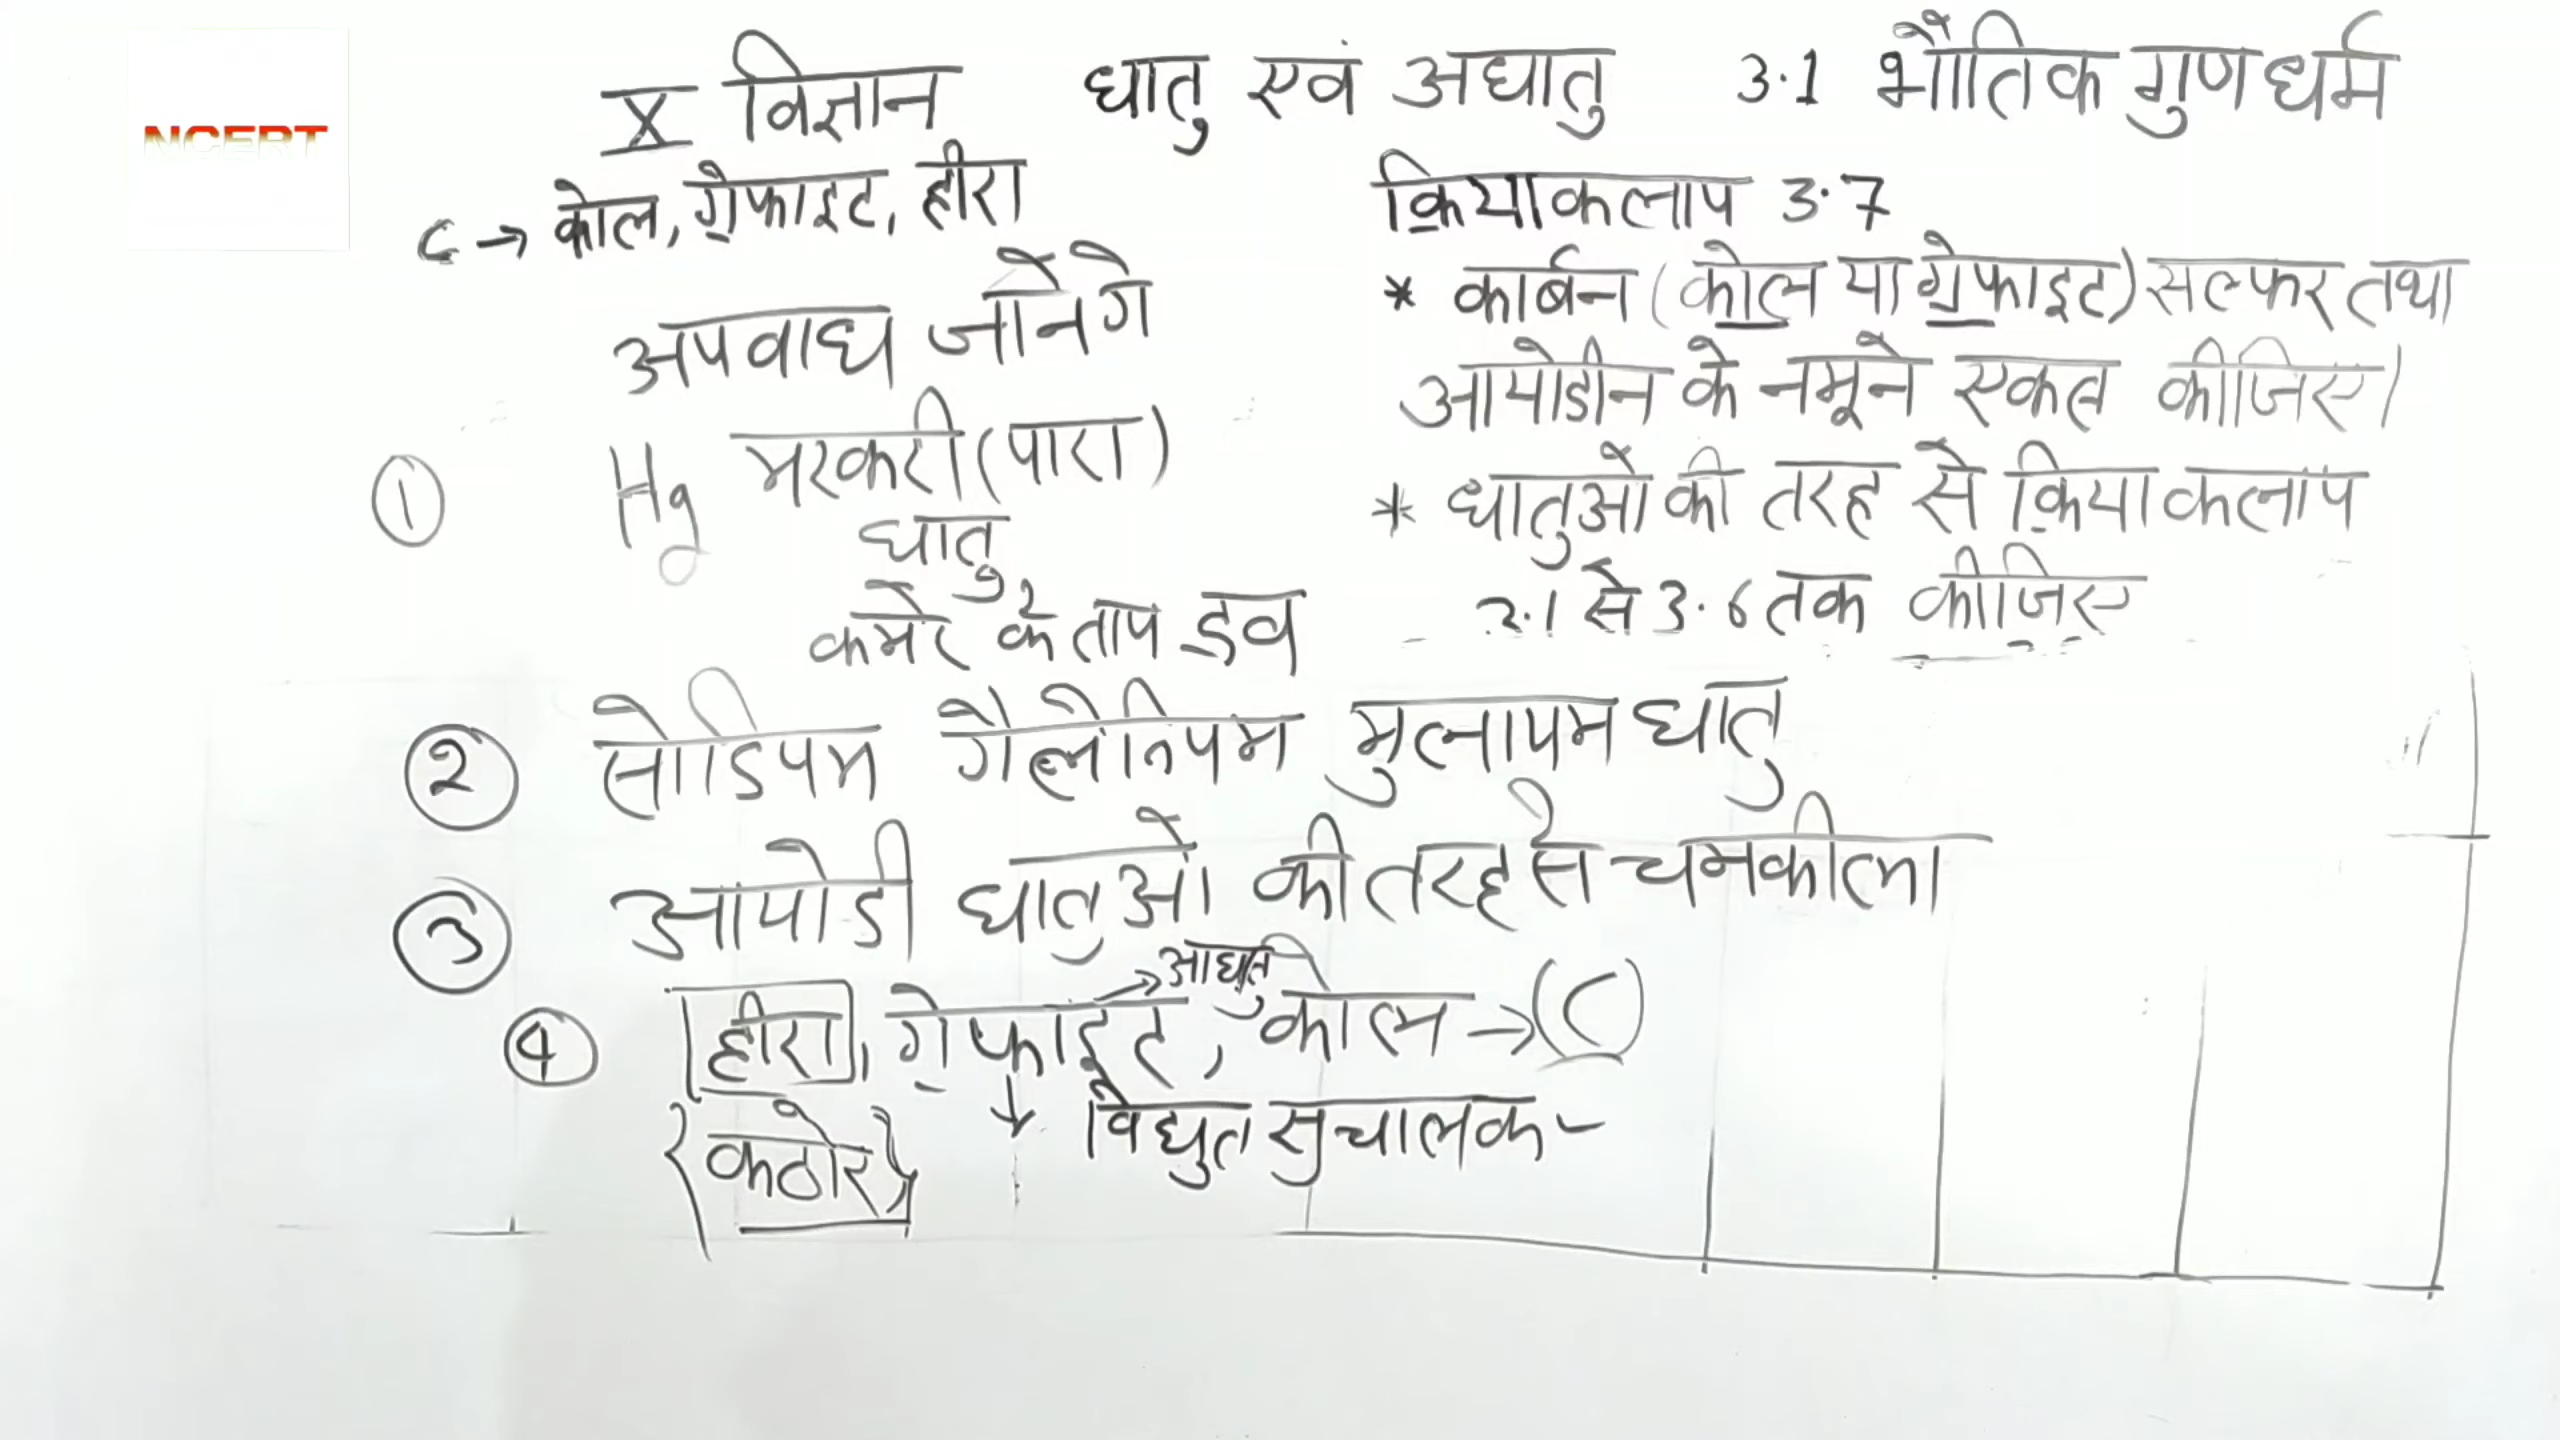 NCERT
X विज्ञान धातु एवं अधातु 3.1 भौतिक गुणधर्म
C → कोल, ग्रेफाइट, हीरा
अपवाध जानेगे
① Hg मरकरी (पारा)
धातु
कमरे के ताप द्रव
② सोडियम गैलेनियम मुलायम धातु
③ आयोडी धातुओ की तरह से चमकीला
④ हीरा, ग्रेफाइट, कोल → (C)
→ आधातु
कठोर
↓ विधुत सुचालक -
क्रियाकलाप 3.7
* कार्बन (कोल या ग्रेफाइट) सल्फर तथा
आयोडीन के नमूने एकत्र कीजिए।
* धातुओ की तरह से क्रियाकलाप
3.1 से 3.6 तक कीजिए